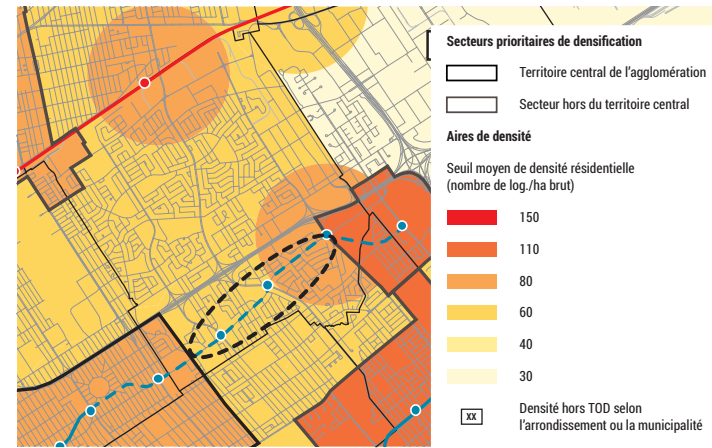 Secteurs prioritaires de densification
Territoire central de l'agglomération
Secteur hors du territoire central
Aires de densité
Seuil moyen de densité résidentielle
(nombre de log./ha brut)
150
110
80
60
40
30
xx
Densité hors TOD selon
l'arrondissement ou la municipalité